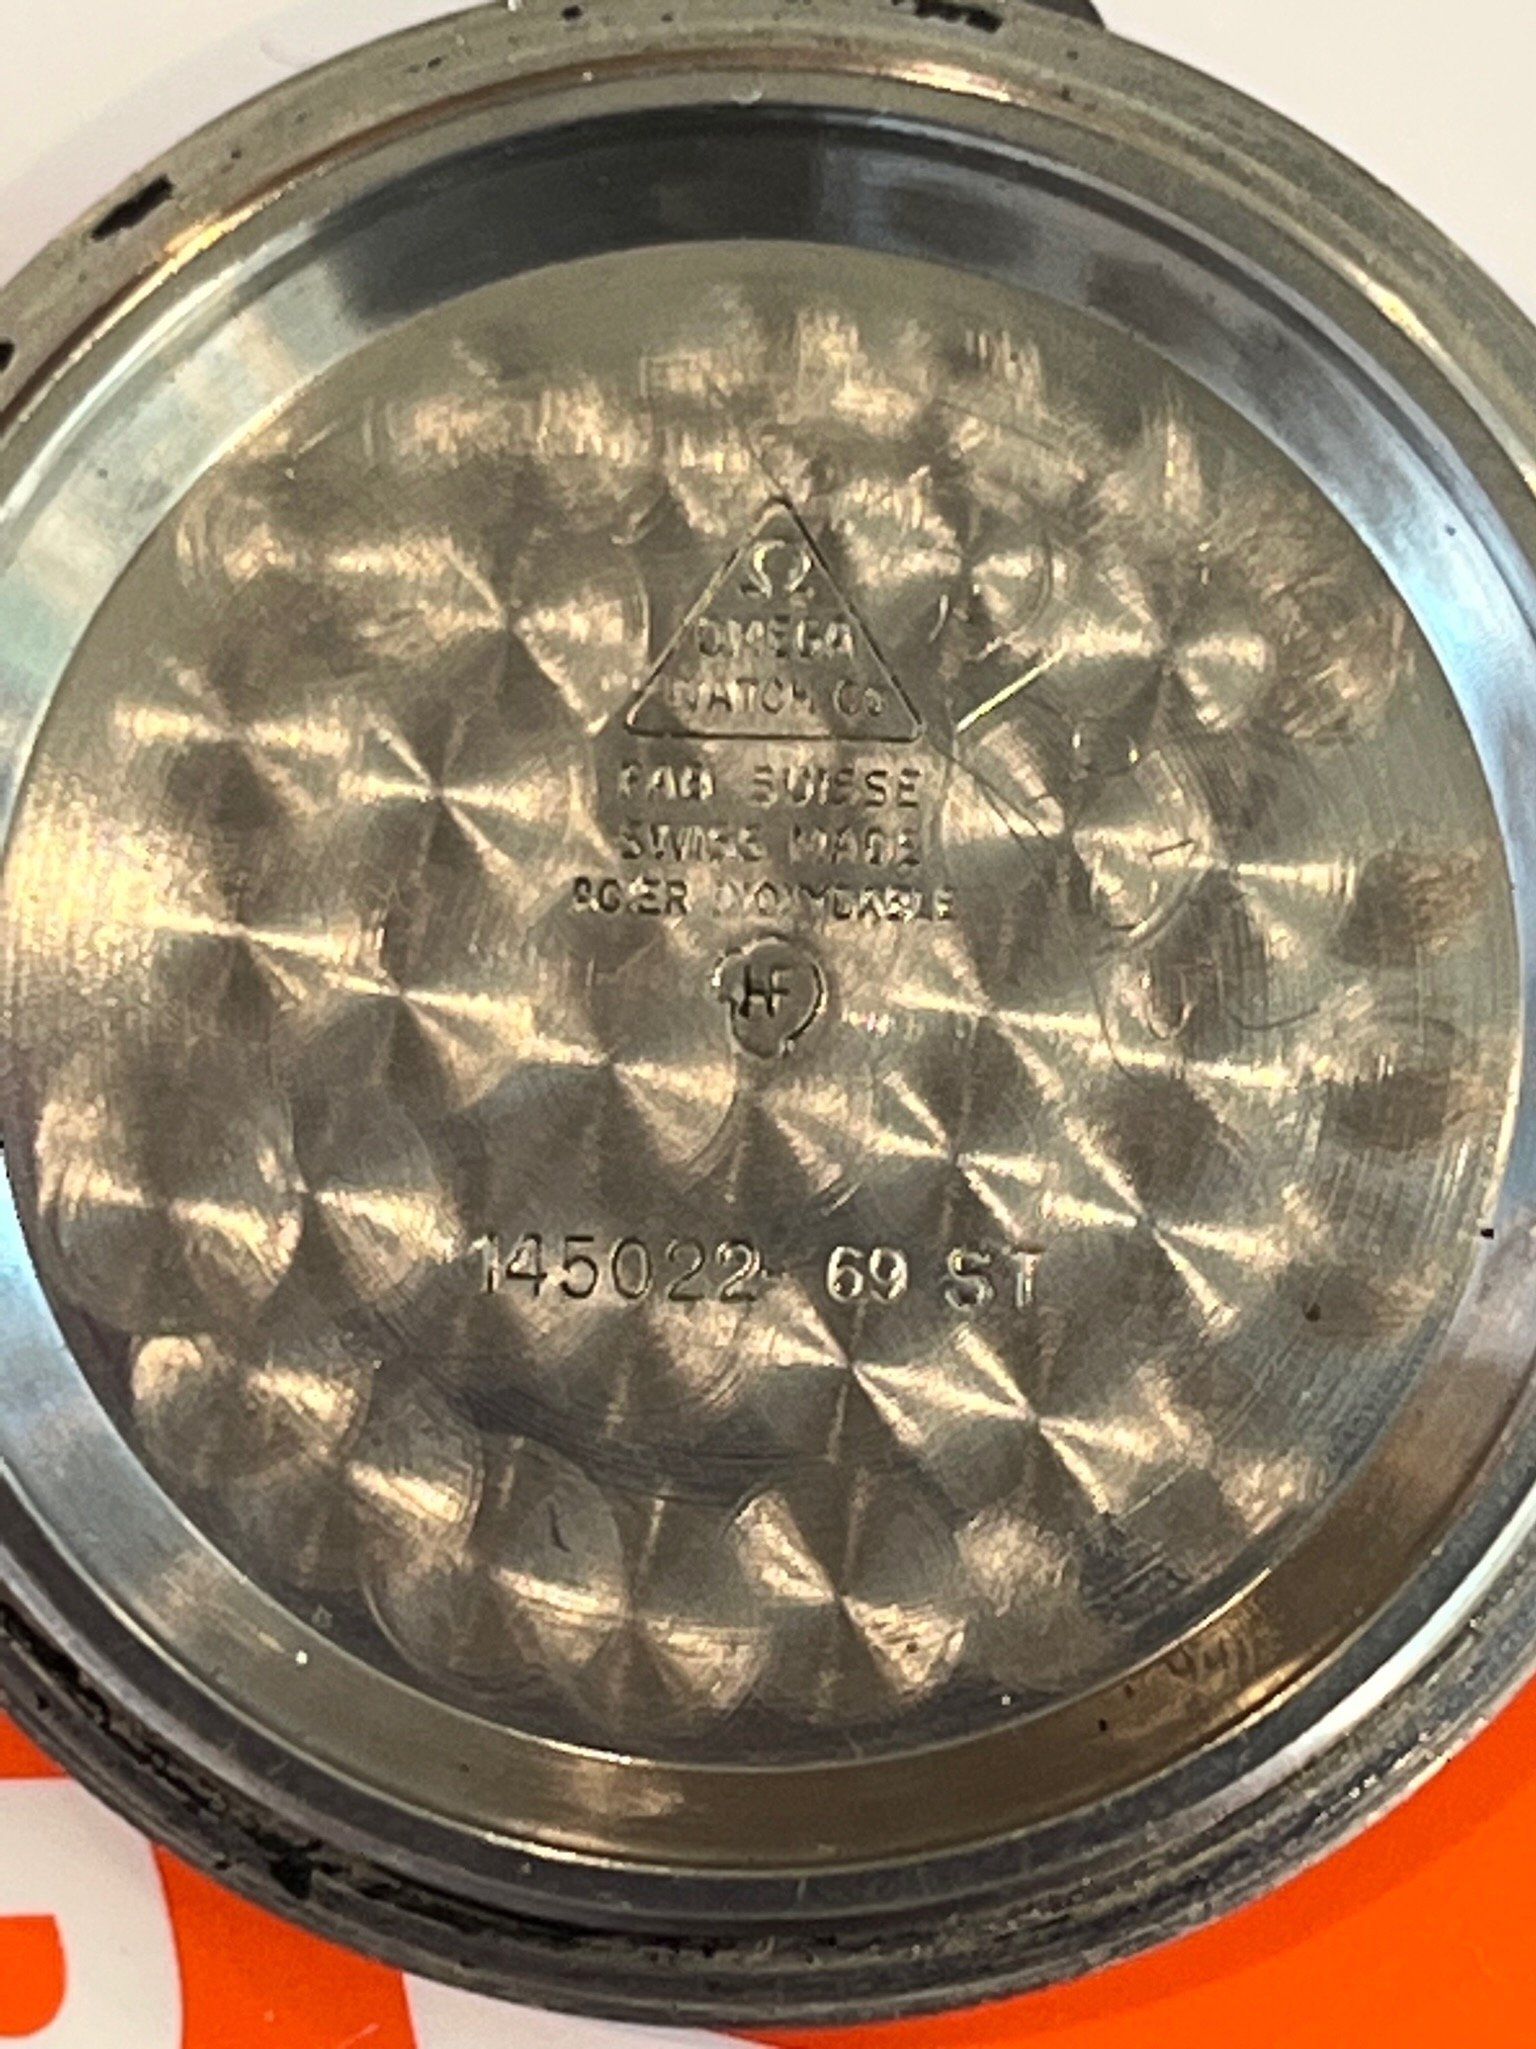 Ω
OMEGA
WATCH Co
FAB SUISSE
SWISS MADE
ACIER INOXYDABLE
HF
145022- 69 ST